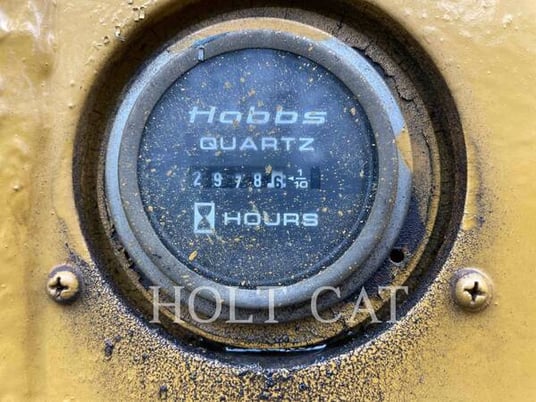 Hobbs
QUARTZ
29786 1/10
HOURS
HOLT CAT